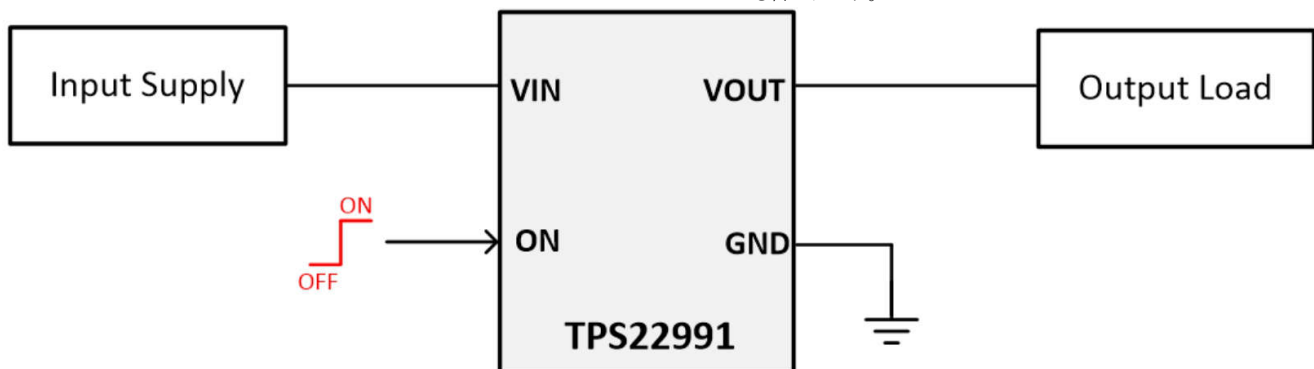 Input Supply
VIN
VOUT
Output Load
ON
OFF
ON
GND
TPS22991